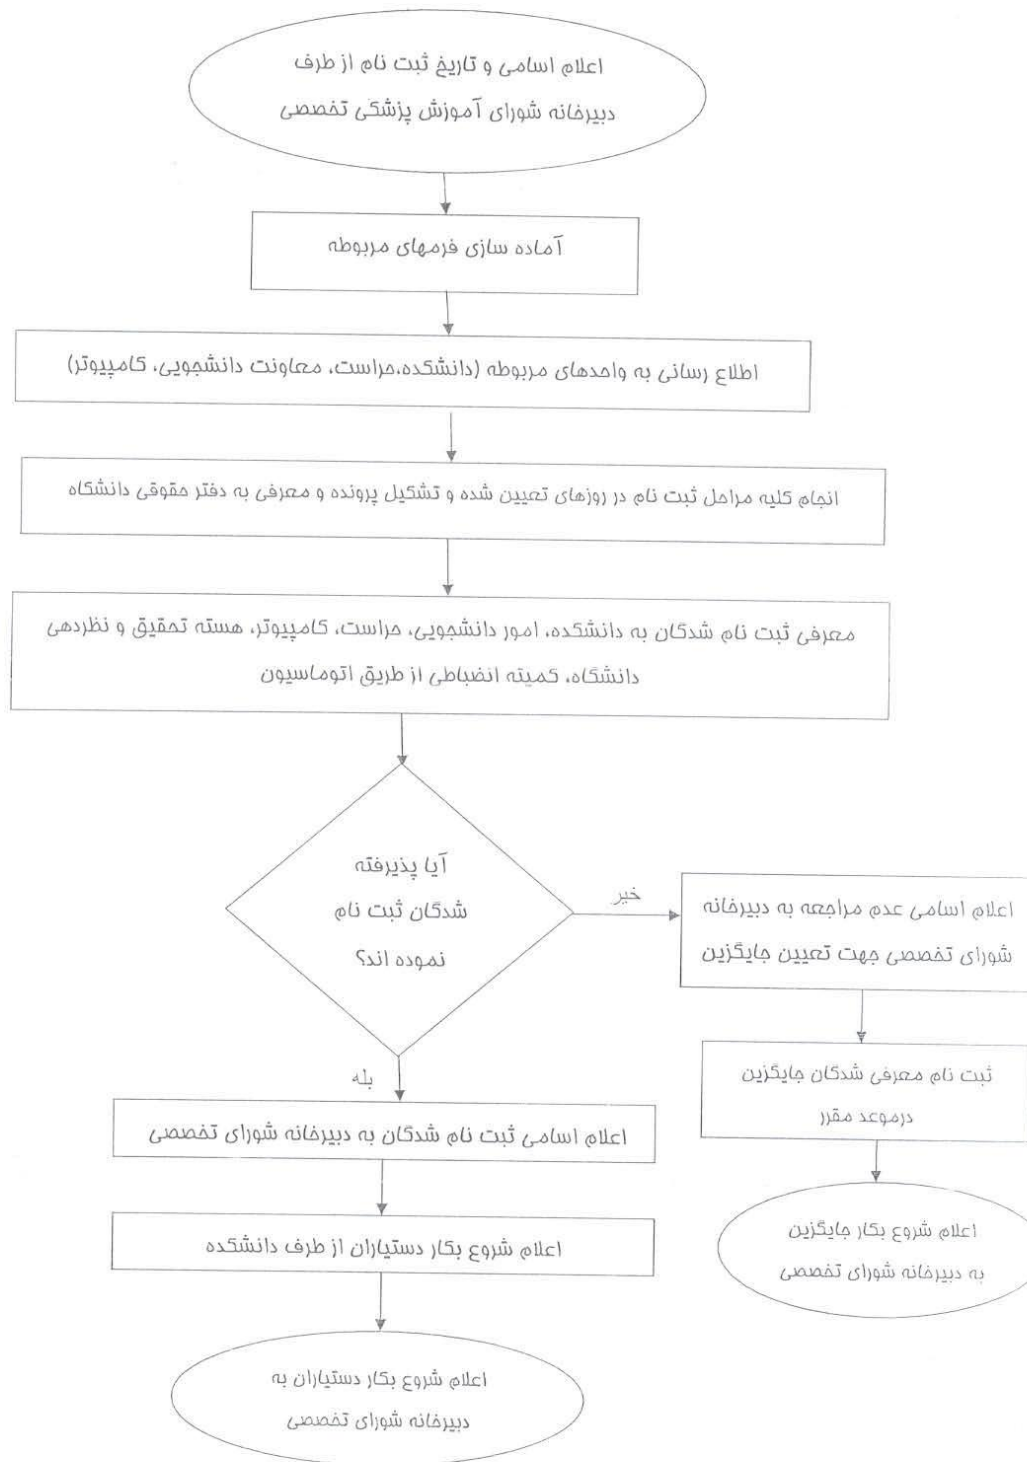 اعلام اسامی و تاریخ ثبت نام از طرف
دبیرخانه شورای آموزش پزشکی تخصصی
آماده سازی فرمهای مربوطه
اطلاع رسانی به واحدهای مربوطه (دانشکده،حراست، معاونت دانشجویی، کامپیوتر)
انجام کلیه مراحل ثبت نام در روزهای تعیین شده و تشکیل پرونده و معرفی به دفتر حقوقی دانشگاه
معرفی ثبت نام شدگان به دانشکده، امور دانشجویی، حراست، کامپیوتر، هسته تحقیق و نظردهی
دانشگاه، کمیته انضباطی از طریق اتوماسیون
آیا پذیرفته
شدگان ثبت نام
نموده اند؟
خیر
اعلام اسامی عدم مراجعه به دبیرخانه
شورای تخصصی جهت تعیین جایگزین
ثبت نام معرفی شدگان جایگزین
درموعد مقرر
اعلام شروع بکار جایگزین
به دبیرخانه شورای تخصصی
بله
اعلام اسامی ثبت نام شدگان به دبیرخانه شورای تخصصی
اعلام شروع بکار دستیاران از طرف دانشکده
اعلام شروع بکار دستیاران به
دبیرخانه شورای تخصصی